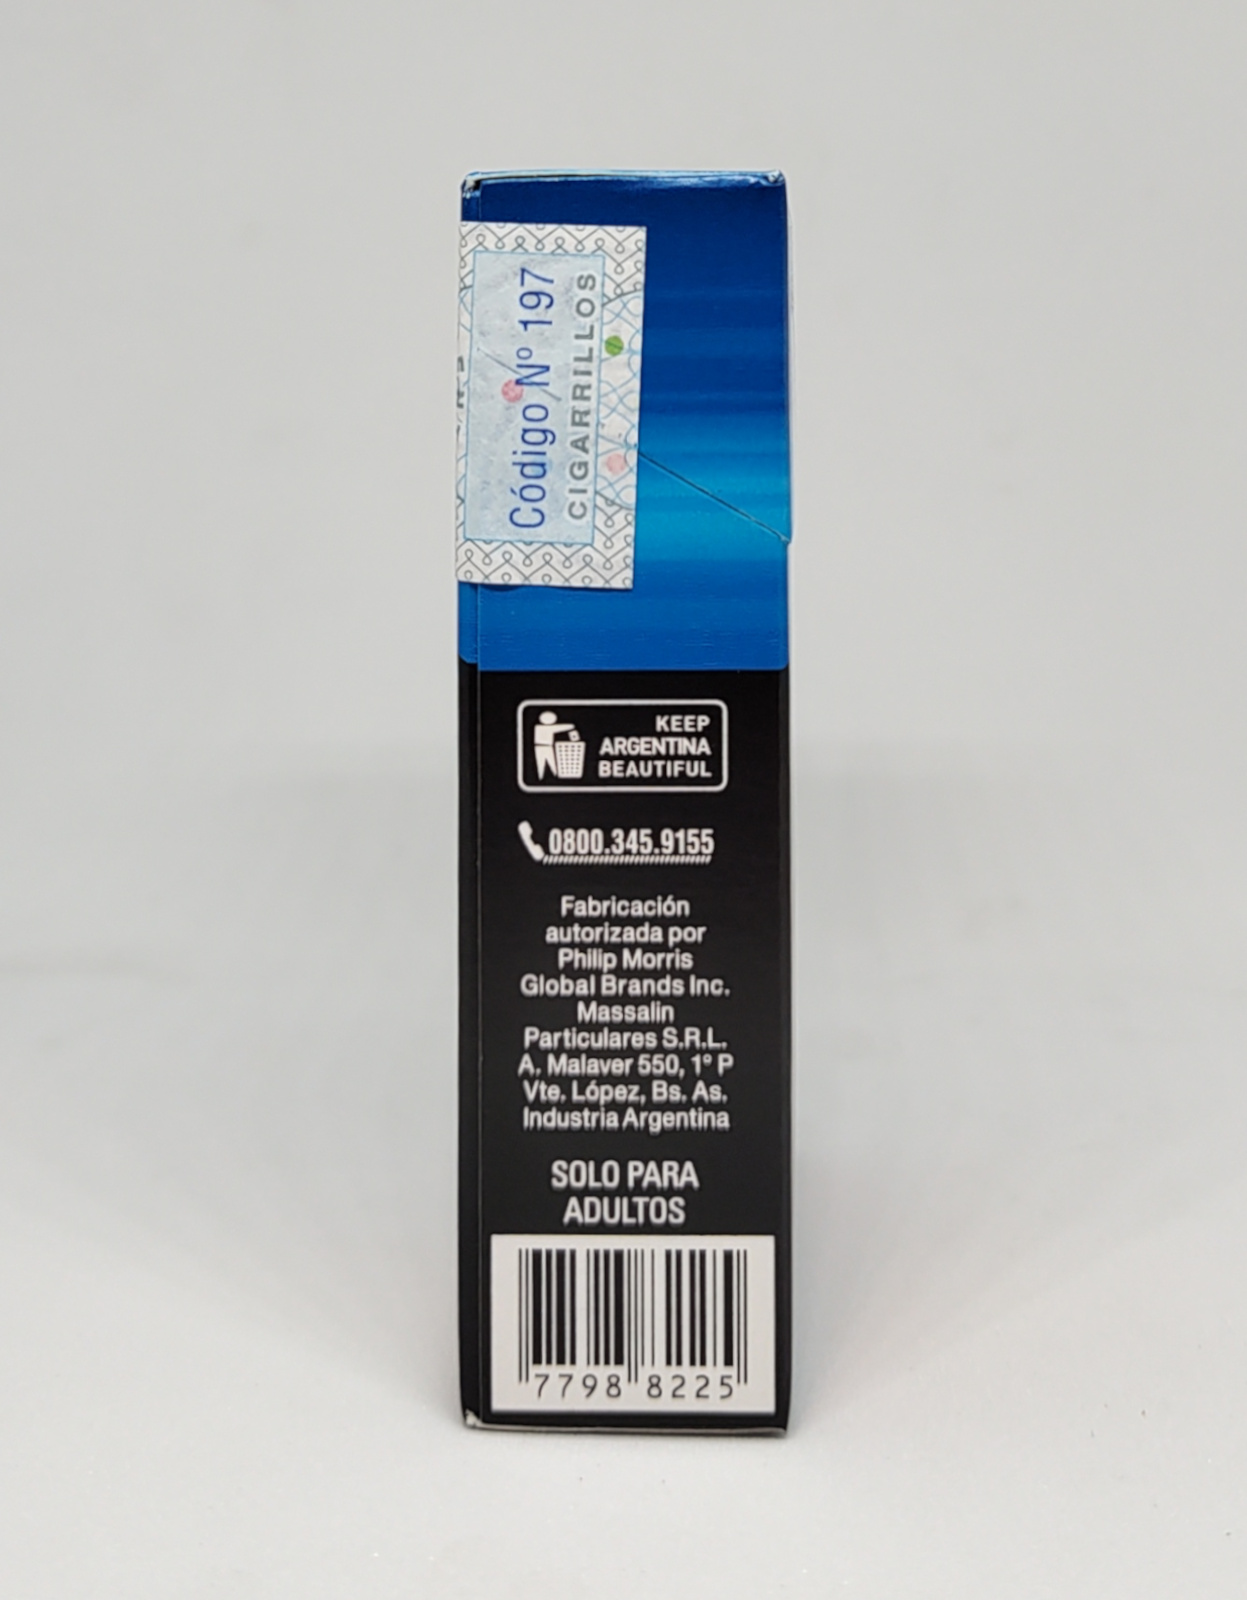 Código Nº 197
CIGARRILLOS
KEEP
ARGENTINA
BEAUTIFUL
0800.345.9155
Fabricación
autorizada por
Philip Morris
Global Brands Inc.
Massalin
Particulares S.R.L.
A. Malaver 550, 1º P
Vte. López, Bs. As.
Industria Argentina
SOLO PARA
ADULTOS
7798 8225